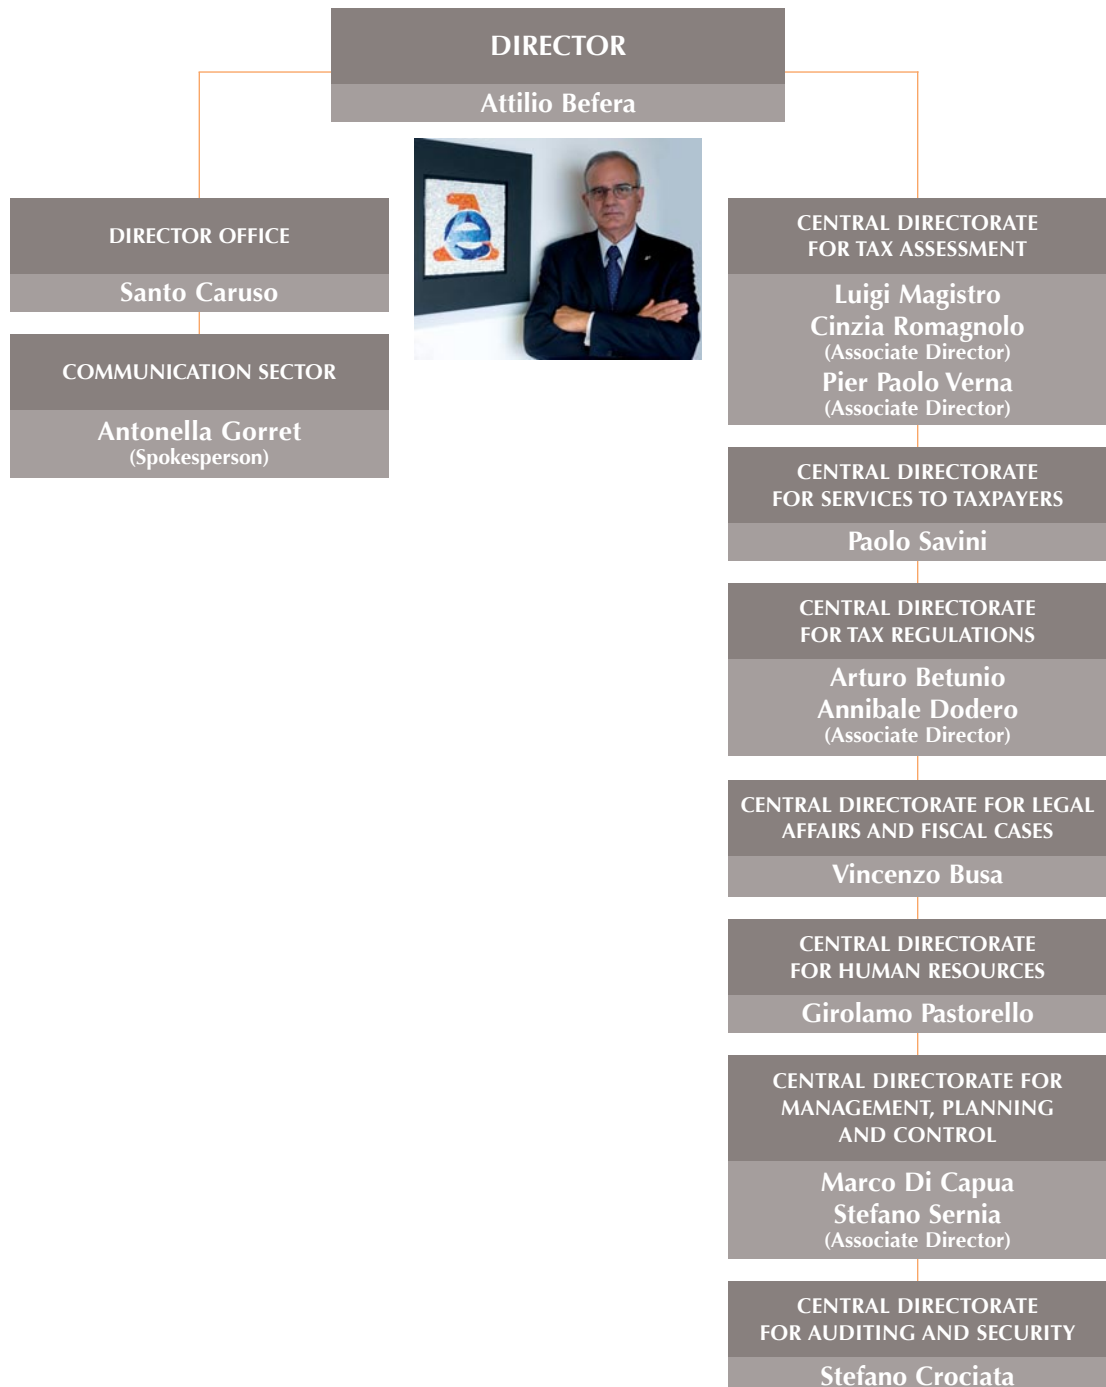 DIRECTOR
Attilio Befera
DIRECTOR OFFICE
Santo Caruso
COMMUNICATION SECTOR
Antonella Gorret
(Spokesperson)
CENTRAL DIRECTORATE
FOR TAX ASSESSMENT
Luigi Magistro
Cinzia Romagnolo
(Associate Director)
Pier Paolo Verna
(Associate Director)
CENTRAL DIRECTORATE
FOR SERVICES TO TAXPAYERS
Paolo Savini
CENTRAL DIRECTORATE
FOR TAX REGULATIONS
Arturo Betunio
Annibale Dodero
(Associate Director)
CENTRAL DIRECTORATE FOR LEGAL
AFFAIRS AND FISCAL CASES
Vincenzo Busa
CENTRAL DIRECTORATE
FOR HUMAN RESOURCES
Girolamo Pastorello
CENTRAL DIRECTORATE FOR
MANAGEMENT, PLANNING
AND CONTROL
Marco Di Capua
Stefano Sernia
(Associate Director)
CENTRAL DIRECTORATE
FOR AUDITING AND SECURITY
Stefano Crociata